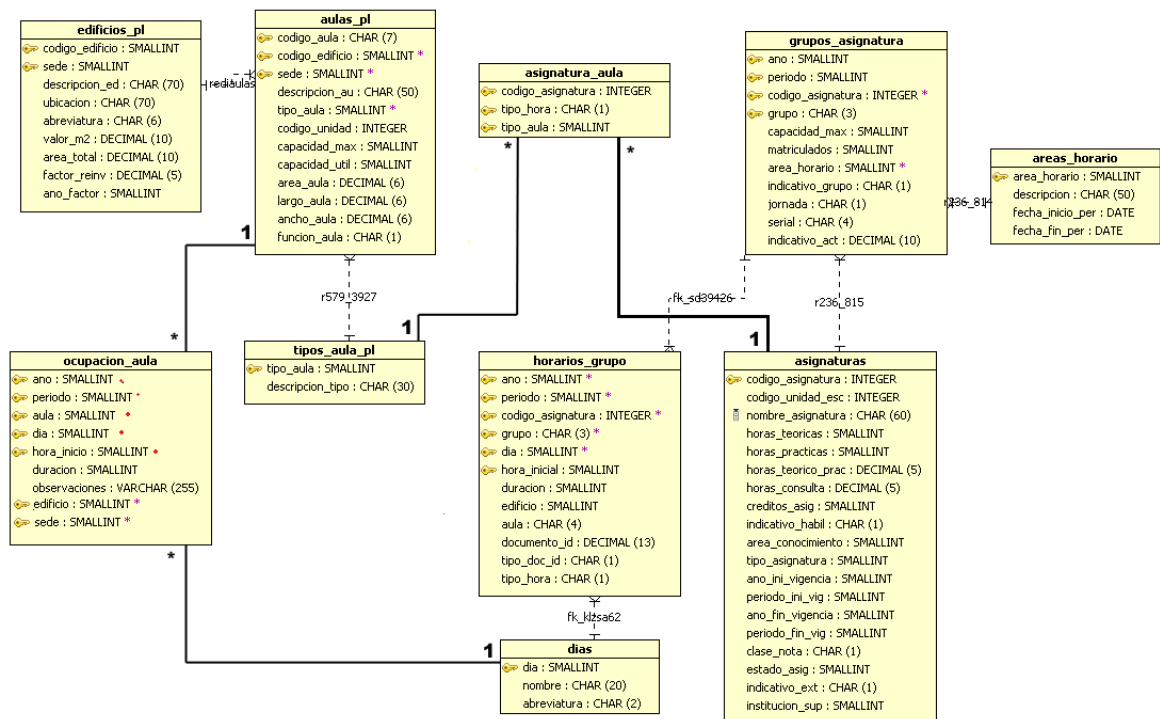 edificios_pl
codigo_edificio : SMALLINT
sede : SMALLINT
descripcion_ed : CHAR (70)
ubicacion : CHAR (70)
abreviatura : CHAR (6)
valor_m2 : DECIMAL (10)
area_total : DECIMAL (10)
factor_reinv : DECIMAL (5)
ano_factor : SMALLINT
rediaulas
aulas_pl
codigo_aula : CHAR (7)
codigo_edificio : SMALLINT *
sede : SMALLINT *
descripcion_au : CHAR (50)
tipo_aula : SMALLINT *
codigo_unidad : INTEGER
capacidad_max : SMALLINT
capacidad_util : SMALLINT
area_aula : DECIMAL (6)
largo_aula : DECIMAL (6)
ancho_aula : DECIMAL (6)
funcion_aula : CHAR (1)
asignatura_aula
codigo_asignatura : INTEGER
tipo_hora : CHAR (1)
tipo_aula : SMALLINT
*
*
grupos_asignatura
ano : SMALLINT
periodo : SMALLINT
codigo_asignatura : INTEGER *
grupo : CHAR (3)
capacidad_max : SMALLINT
matriculados : SMALLINT
area_horario : SMALLINT *
indicativo_grupo : CHAR (1)
jornada : CHAR (1)
serial : CHAR (4)
indicativo_act : DECIMAL (10)
r236_814
areas_horario
area_horario : SMALLINT
descripcion : CHAR (50)
fecha_inicio_per : DATE
fecha_fin_per : DATE
1
r579_3927
fk_sd39426
r236_815
*
1
1
ocupacion_aula
ano : SMALLINT
periodo : SMALLINT
aula : SMALLINT
dia : SMALLINT
hora_inicio : SMALLINT
duracion : SMALLINT
observaciones : VARCHAR (255)
edificio : SMALLINT *
sede : SMALLINT *
*
tipos_aula_pl
tipo_aula : SMALLINT
descripcion_tipo : CHAR (30)
horarios_grupo
ano : SMALLINT *
periodo : SMALLINT *
codigo_asignatura : INTEGER *
grupo : CHAR (3) *
dia : SMALLINT *
hora_inicial : SMALLINT
duracion : SMALLINT
edificio : SMALLINT
aula : CHAR (4)
documento_id : DECIMAL (13)
tipo_doc_id : CHAR (1)
tipo_hora : CHAR (1)
asignaturas
codigo_asignatura : INTEGER
codigo_unidad_esc : INTEGER
nombre_asignatura : CHAR (60)
horas_teoricas : SMALLINT
horas_practicas : SMALLINT
horas_teorico_prac : DECIMAL (5)
horas_consulta : DECIMAL (5)
creditos_asig : SMALLINT
indicativo_habil : CHAR (1)
area_conocimiento : SMALLINT
tipo_asignatura : SMALLINT
ano_ini_vigencia : SMALLINT
periodo_ini_vig : SMALLINT
ano_fin_vigencia : SMALLINT
periodo_fin_vig : SMALLINT
clase_nota : CHAR (1)
estado_asig : SMALLINT
indicativo_ext : CHAR (1)
institucion_sup : SMALLINT
fk_klzsa62
1
dias
dia : SMALLINT
nombre : CHAR (20)
abreviatura : CHAR (2)